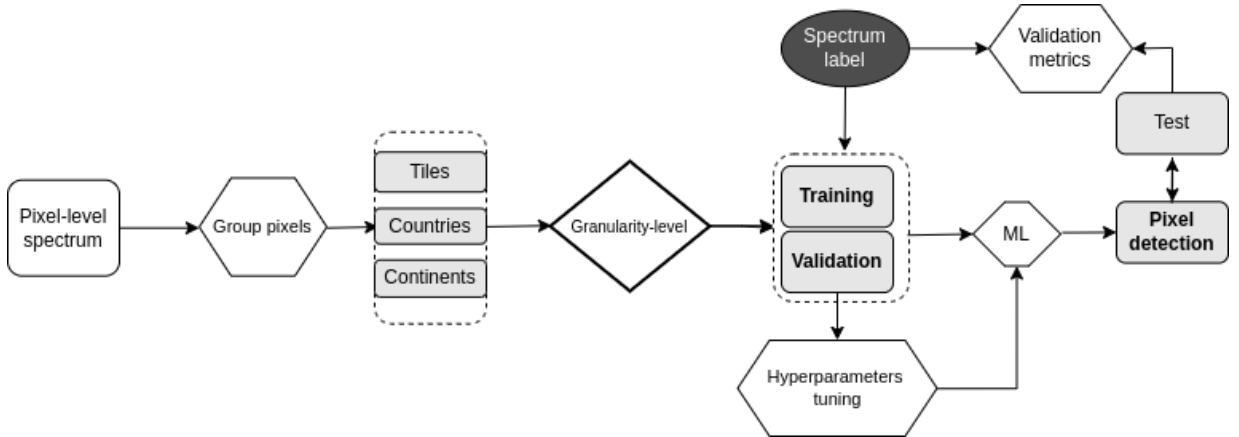 Pixel-level
spectrum
Group pixels
Tiles
Countries
Continents
Granularity-level
Spectrum
label
Training
Validation
Hyperparameters
tuning
ML
Pixel
detection
Test
Validation
metrics